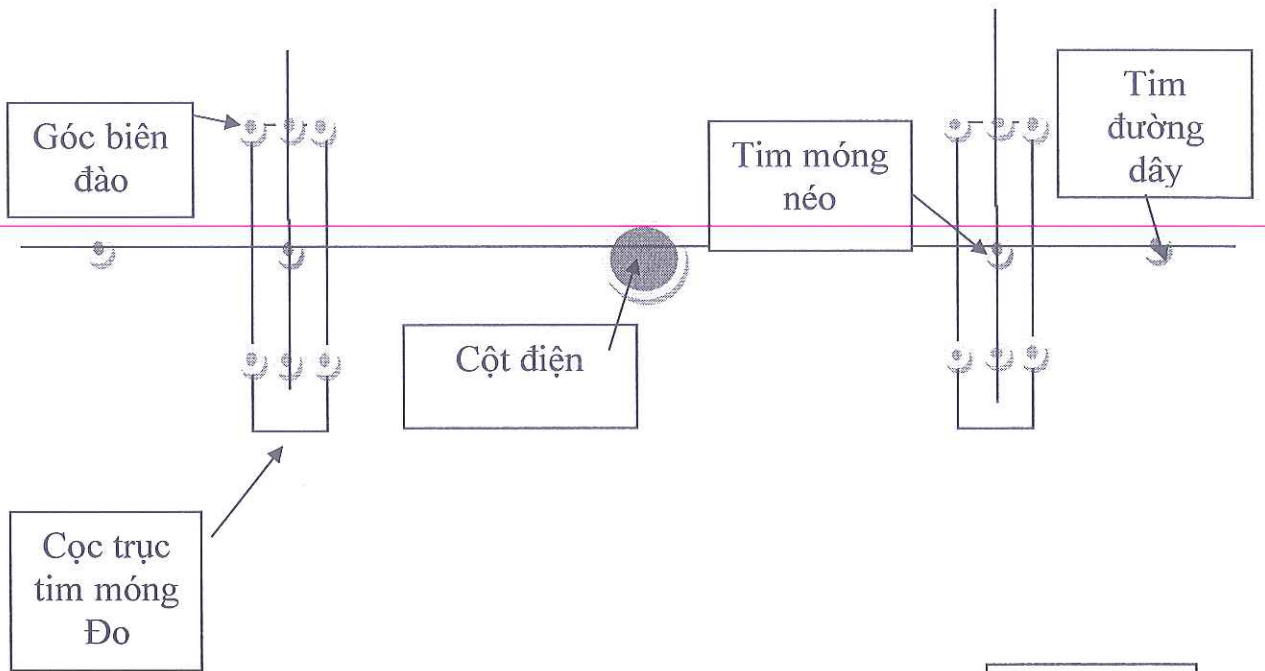 Góc biên
đào
Tim móng
néo
Tim
đường
dây
Cột điện
Cọc trục
tim móng
Đo